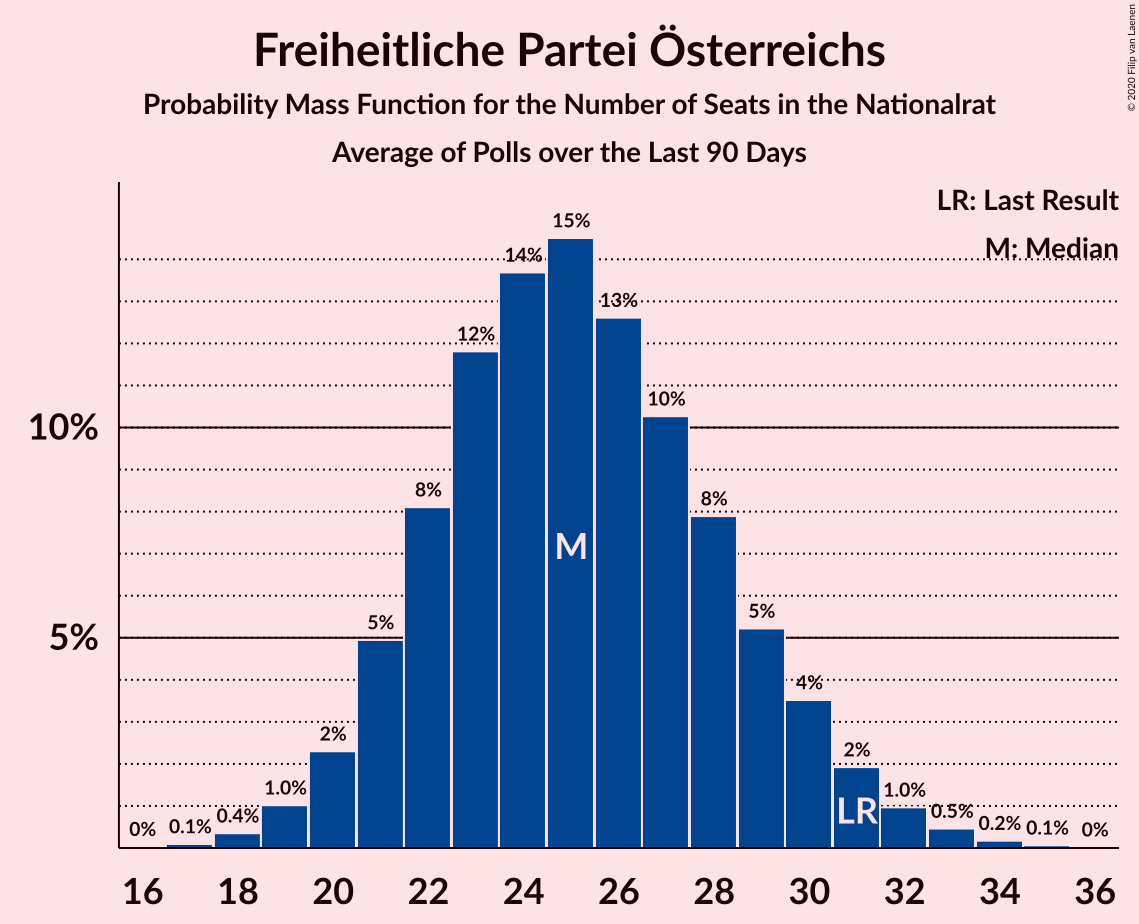 Freiheitliche Partei Österreichs
Probability Mass Function for the Number of Seats in the Nationalrat
Average of Polls over the Last 90 Days
© 2020 Filip van Laenen
LR: Last Result
M: Median
10%
5%
0%
0.1%
0.4%
1.0%
2%
5%
8%
12%
14%
15%
13%
10%
8%
5%
4%
2%
1.0%
0.5%
0.2%
0.1%
0%
M
LR
16 18 20 22 24 26 28 30 32 34 36